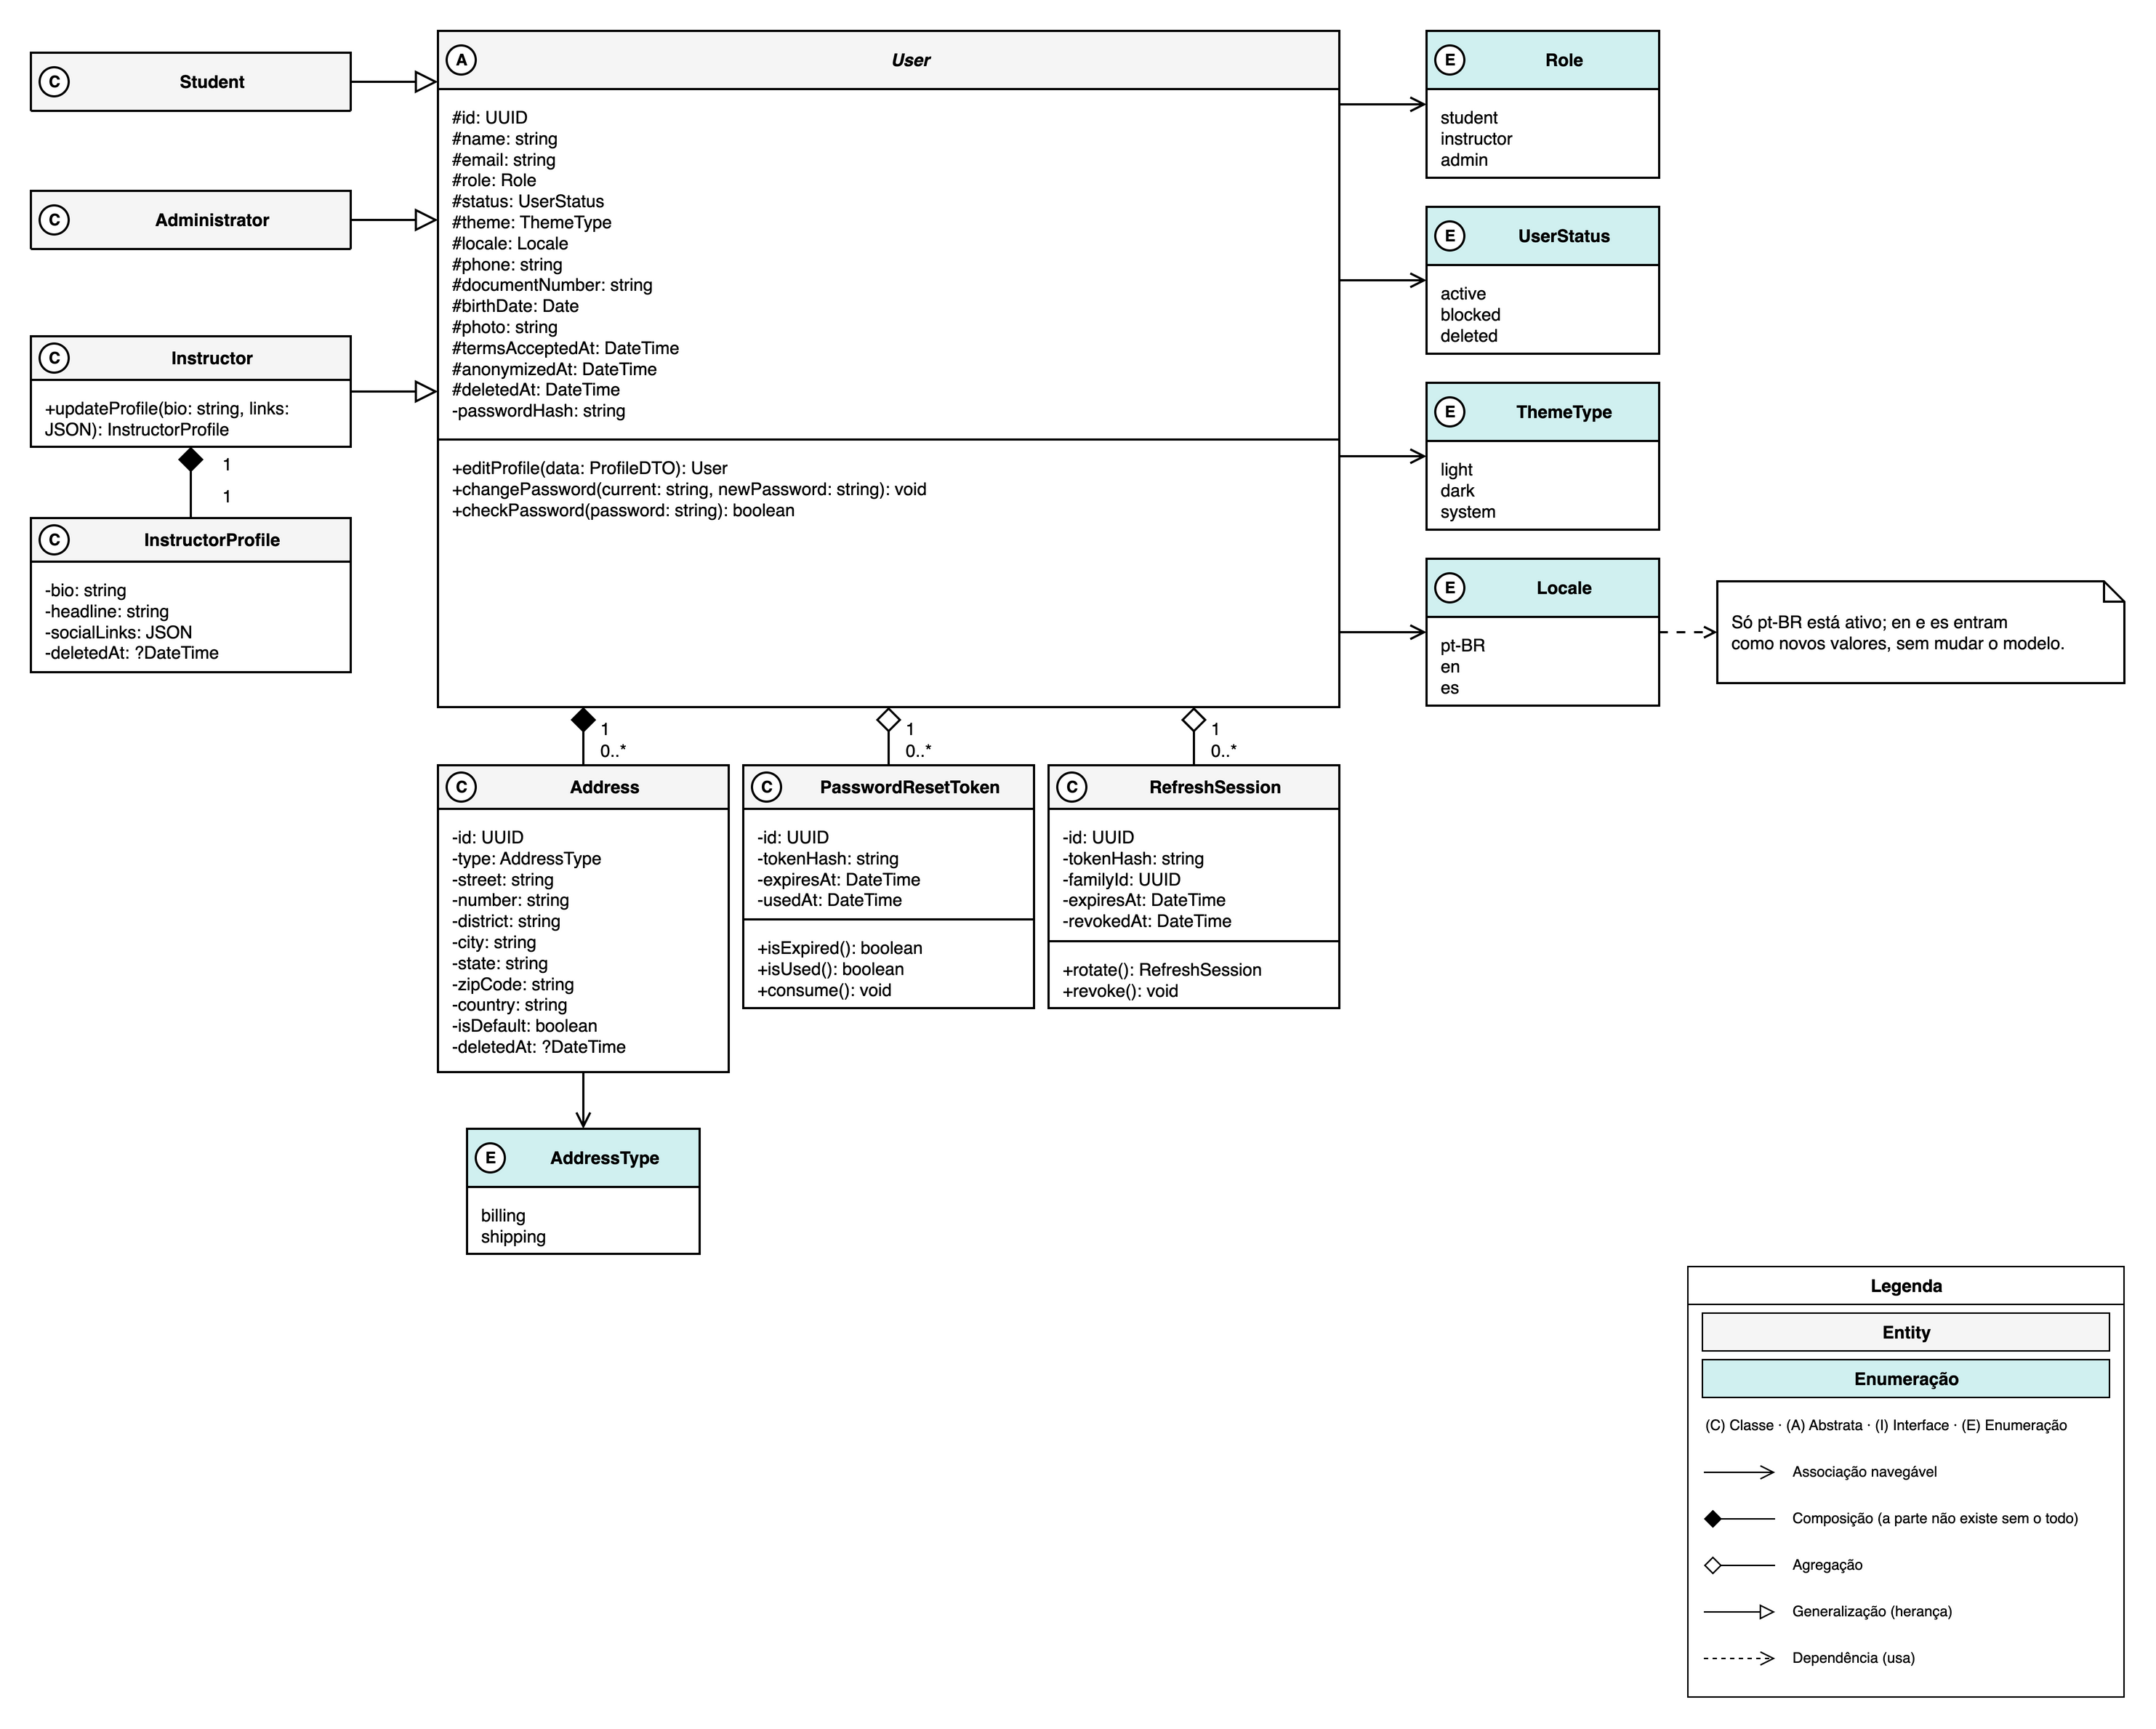 C
Student
C
Administrator
C
Instructor
+updateProfile(bio: string, links:
JSON): InstructorProfile
1
1
C
InstructorProfile
-bio: string
-headline: string
-socialLinks: JSON
-deletedAt: ?DateTime
A
User
#id: UUID
#name: string
#email: string
#role: Role
#status: UserStatus
#theme: ThemeType
#locale: Locale
#phone: string
#documentNumber: string
#birthDate: Date
#photo: string
#termsAcceptedAt: DateTime
#anonymizedAt: DateTime
#deletedAt: DateTime
-passwordHash: string
+editProfile(data: ProfileDTO): User
+changePassword(current: string, newPassword: string): void
+checkPassword(password: string): boolean
E
Role
student
instructor
admin
E
UserStatus
active
blocked
deleted
E
ThemeType
light
dark
system
E
Locale
pt-BR
en
es
Só pt-BR está ativo; en e es entram
como novos valores, sem mudar o modelo.
1
0..*
1
0..*
1
0..*
C
Address
-id: UUID
-type: AddressType
-street: string
-number: string
-district: string
-city: string
-state: string
-zipCode: string
-country: string
-isDefault: boolean
-deletedAt: ?DateTime
C
PasswordResetToken
-id: UUID
-tokenHash: string
-expiresAt: DateTime
-usedAt: DateTime
+isExpired(): boolean
+isUsed(): boolean
+consume(): void
C
RefreshSession
-id: UUID
-tokenHash: string
-familyId: UUID
-expiresAt: DateTime
-revokedAt: DateTime
+rotate(): RefreshSession
+revoke(): void
E
AddressType
billing
shipping
Legenda
Entity
Enumeração
(C) Classe · (A) Abstrata · (I) Interface · (E) Enumeração
Associação navegável
Composição (a parte não existe sem o todo)
Agregação
Generalização (herança)
Dependência (usa)